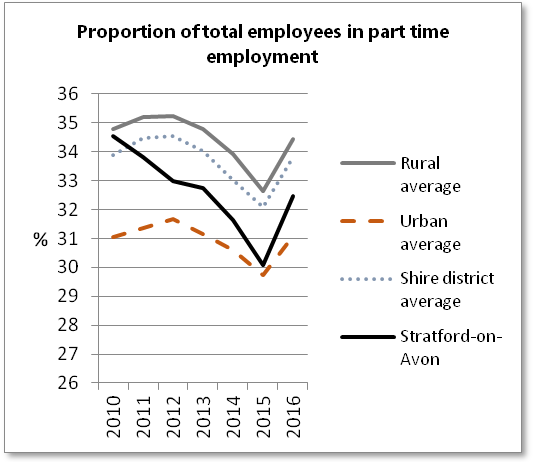 Proportion of total employees in part time
employment
36
35
34
33
32
31
30
29
28
27
26
%
2010
2011
2012
2013
2014
2015
2016
Rural
average
Urban
average
Shire district
average
Stratford-on-
Avon